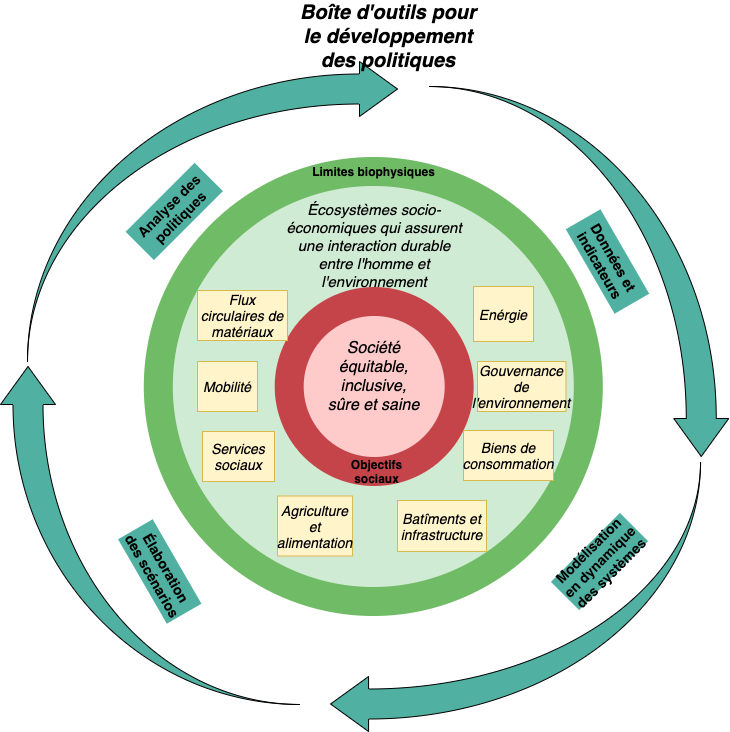 Boîte d'outils pour
le développement
des politiques
Limites biophysiques
Analyse des
politiques
Écosystèmes socio-
économiques qui assurent
une interaction durable
entre l'homme et
l'environnement
Données et
indicateurs
Flux
circulaires de
matériaux
Enérgie
Société
équitable,
inclusive,
sûre et saine
Mobilité
Gouvernance
de
l'environnement
Services
sociaux
Biens de
consommation
Objectifs
sociaux
Agriculture
et
alimentation
Batîments et
infrastructure
Élaboration
des scénarios
Modélisation
en dynamique
des systèmes